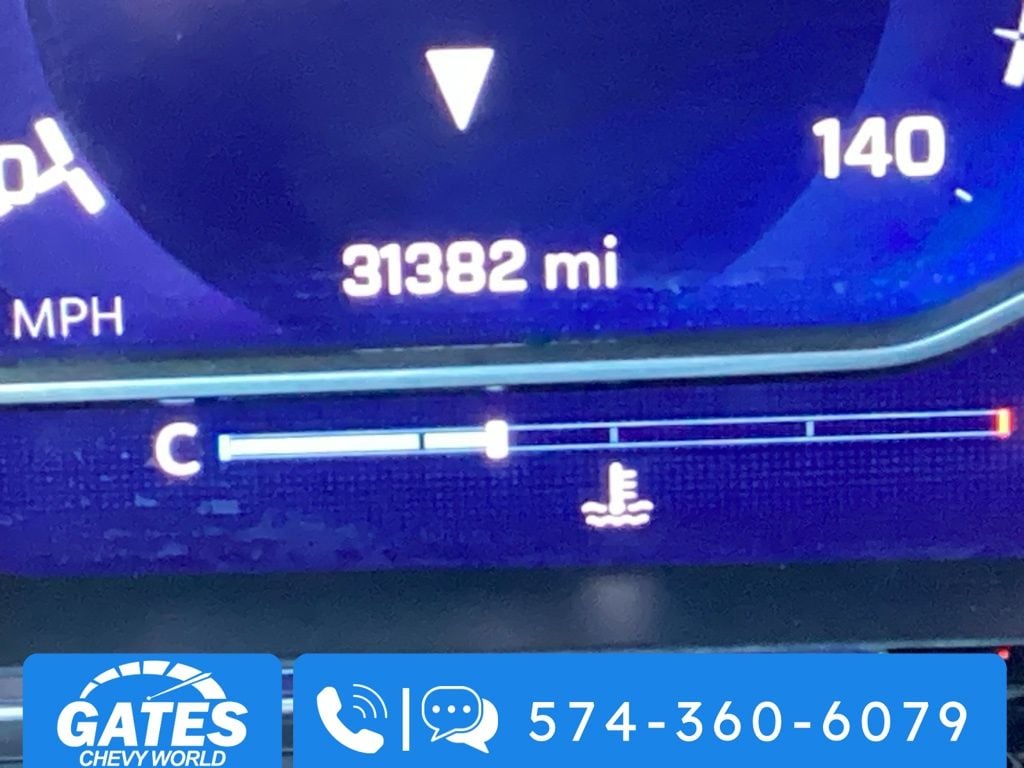 140
31382 mi
MPH
C
GATES
CHEVY WORLD
574-360-6079